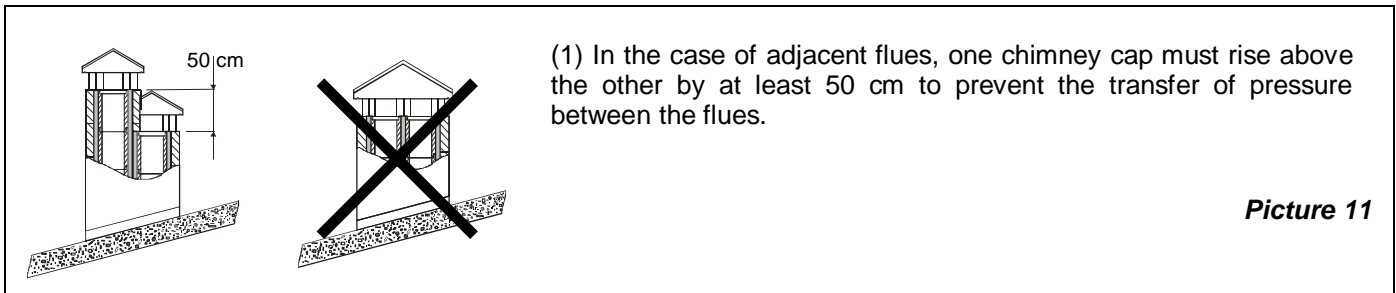 50 cm
(1) In the case of adjacent flues, one chimney cap must rise above
the other by at least 50 cm to prevent the transfer of pressure
between the flues.
Picture 11